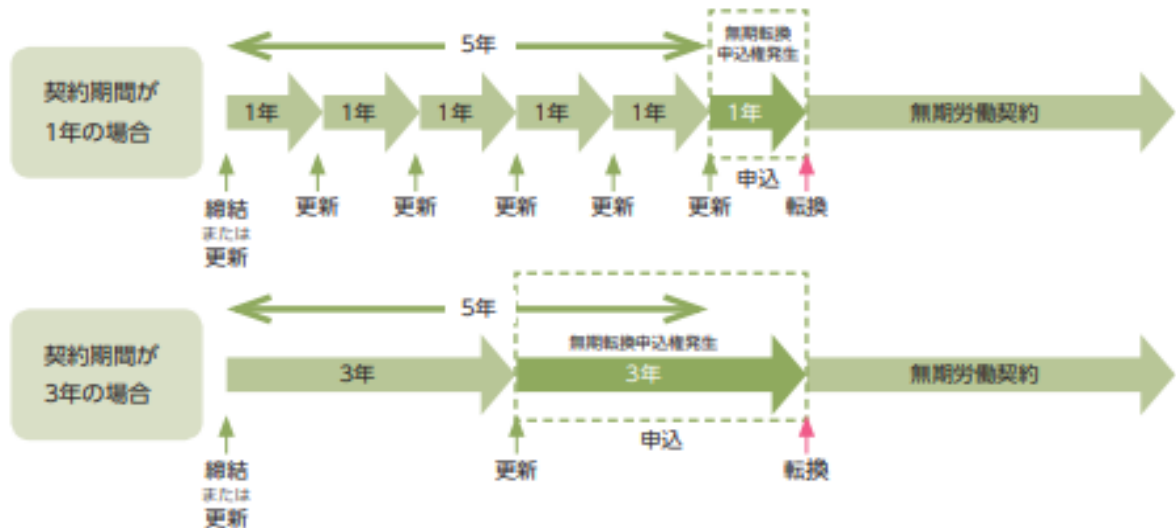 5年
無期転換
申込権発生
契約期間が
1年の場合
1年
1年
1年
1年
1年
1年
無期労働契約
申込
締結
または
更新
更新
更新
更新
更新
更新
転換
5年
契約期間が
3年の場合
無期転換申込権発生
3年
3年
無期労働契約
申込
締結
または
更新
更新
転換